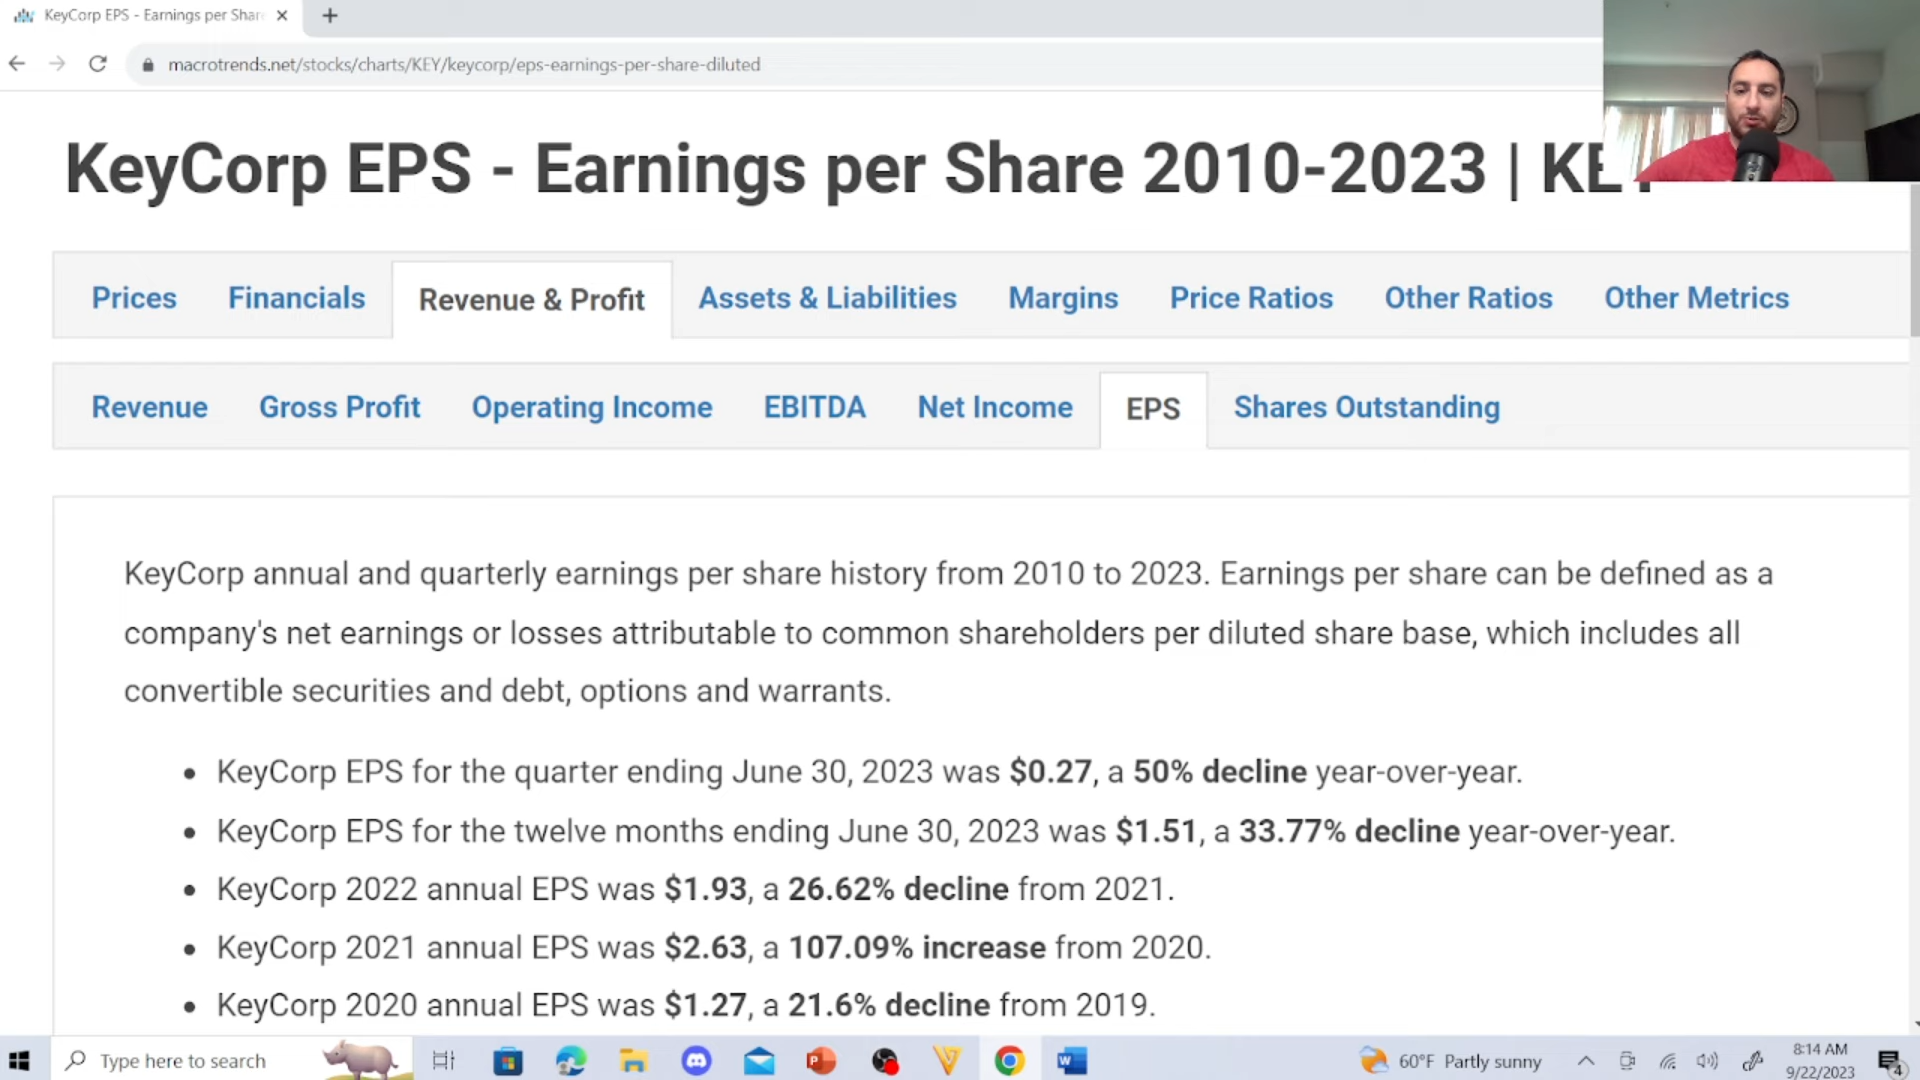 KeyCorp EPS - Earnings per Shar
macrotrends.net/stocks/charts/KEY/keycorp/eps-earnings-per-share-diluted
KeyCorp EPS - Earnings per Share 2010-2023 | KEY
Prices Financials Revenue & Profit Assets & Liabilities Margins Price Ratios Other Ratios Other Metrics
Revenue Gross Profit Operating Income EBITDA Net Income EPS Shares Outstanding
KeyCorp annual and quarterly earnings per share history from 2010 to 2023. Earnings per share can be defined as a
company's net earnings or losses attributable to common shareholders per diluted share base, which includes all
convertible securities and debt, options and warrants.
• KeyCorp EPS for the quarter ending June 30, 2023 was $0.27, a 50% decline year-over-year.
• KeyCorp EPS for the twelve months ending June 30, 2023 was $1.51, a 33.77% decline year-over-year.
• KeyCorp 2022 annual EPS was $1.93, a 26.62% decline from 2021.
• KeyCorp 2021 annual EPS was $2.63, a 107.09% increase from 2020.
• KeyCorp 2020 annual EPS was $1.27, a 21.6% decline from 2019.
Type here to search
60°F Partly sunny
8:14 AM
9/22/2023
4